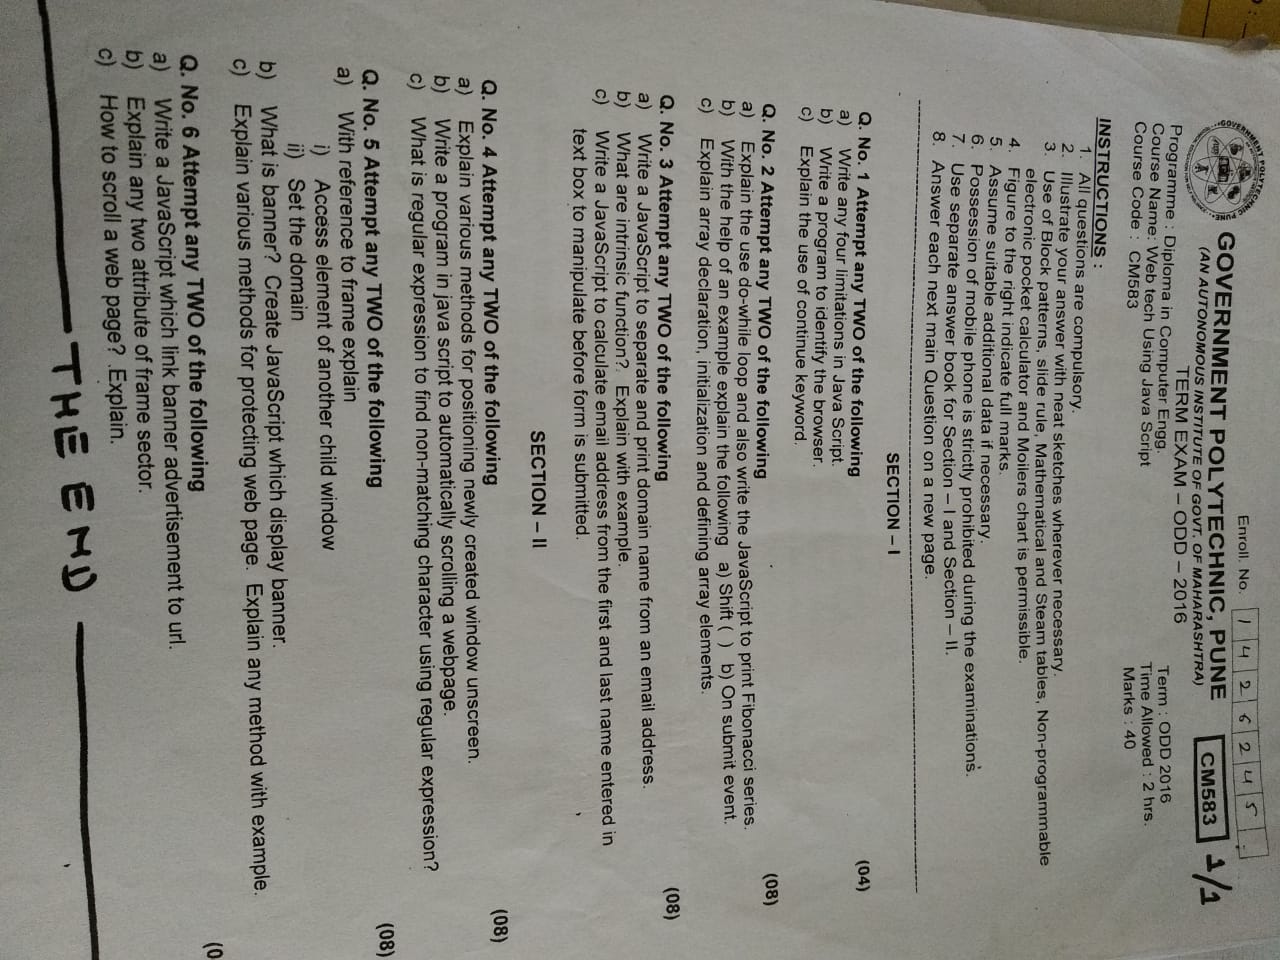 Enroll. No. 1 4 2 6 2 4 5
GOVERNMENT POLYTECHNIC, PUNE CM583 1/1
(AN AUTONOMOUS INSTITUTE OF GOVT. OF MAHARASHTRA)
TERM EXAM – ODD – 2016
Programme : Diploma in Computer Engg. Term : ODD 2016
Course Name: Web tech Using Java Script Time Allowed : 2 hrs.
Course Code : CM583 Marks : 40
INSTRUCTIONS :
1. All questions are compulsory.
2. Illustrate your answer with neat sketches wherever necessary.
3. Use of Block patterns, slide rule, Mathematical and Steam tables, Non-programmable
electronic pocket calculator and Moilers chart is permissible.
4. Figure to the right indicate full marks.
5. Assume suitable additional data if necessary.
6. Possession of mobile phone is strictly prohibited during the examinations.
7. Use separate answer book for Section – I and Section – II.
8. Answer each next main Question on a new page.
SECTION – I
Q. No. 1 Attempt any TWO of the following (04)
a) Write any four limitations in Java Script.
b) Write a program to identify the browser.
c) Explain the use of continue keyword.
Q. No. 2 Attempt any TWO of the following (08)
a) Explain the use do-while loop and also write the JavaScript to print Fibonacci series.
b) With the help of an example explain the following a) Shift ( ) b) On submit event.
c) Explain array declaration, initialization and defining array elements.
Q. No. 3 Attempt any TWO of the following (08)
a) Write a JavaScript to separate and print domain name from an email address.
b) What are intrinsic function?. Explain with example.
c) Write a JavaScript to calculate email address from the first and last name entered in
text box to manipulate before form is submitted.
SECTION – II
Q. No. 4 Attempt any TWO of the following (08)
a) Explain various methods for positioning newly created window unscreen.
b) Write a program in java script to automatically scrolling a webpage.
c) What is regular expression to find non-matching character using regular expression?
Q. No. 5 Attempt any TWO of the following (08)
a) With reference to frame explain
i) Access element of another child window
ii) Set the domain
b) What is banner? Create JavaScript which display banner.
c) Explain various methods for protecting web page. Explain any method with example.
Q. No. 6 Attempt any TWO of the following (0
a) Write a JavaScript which link banner advertisement to url.
b) Explain any two attribute of frame sector.
c) How to scroll a web page? Explain.
THE END